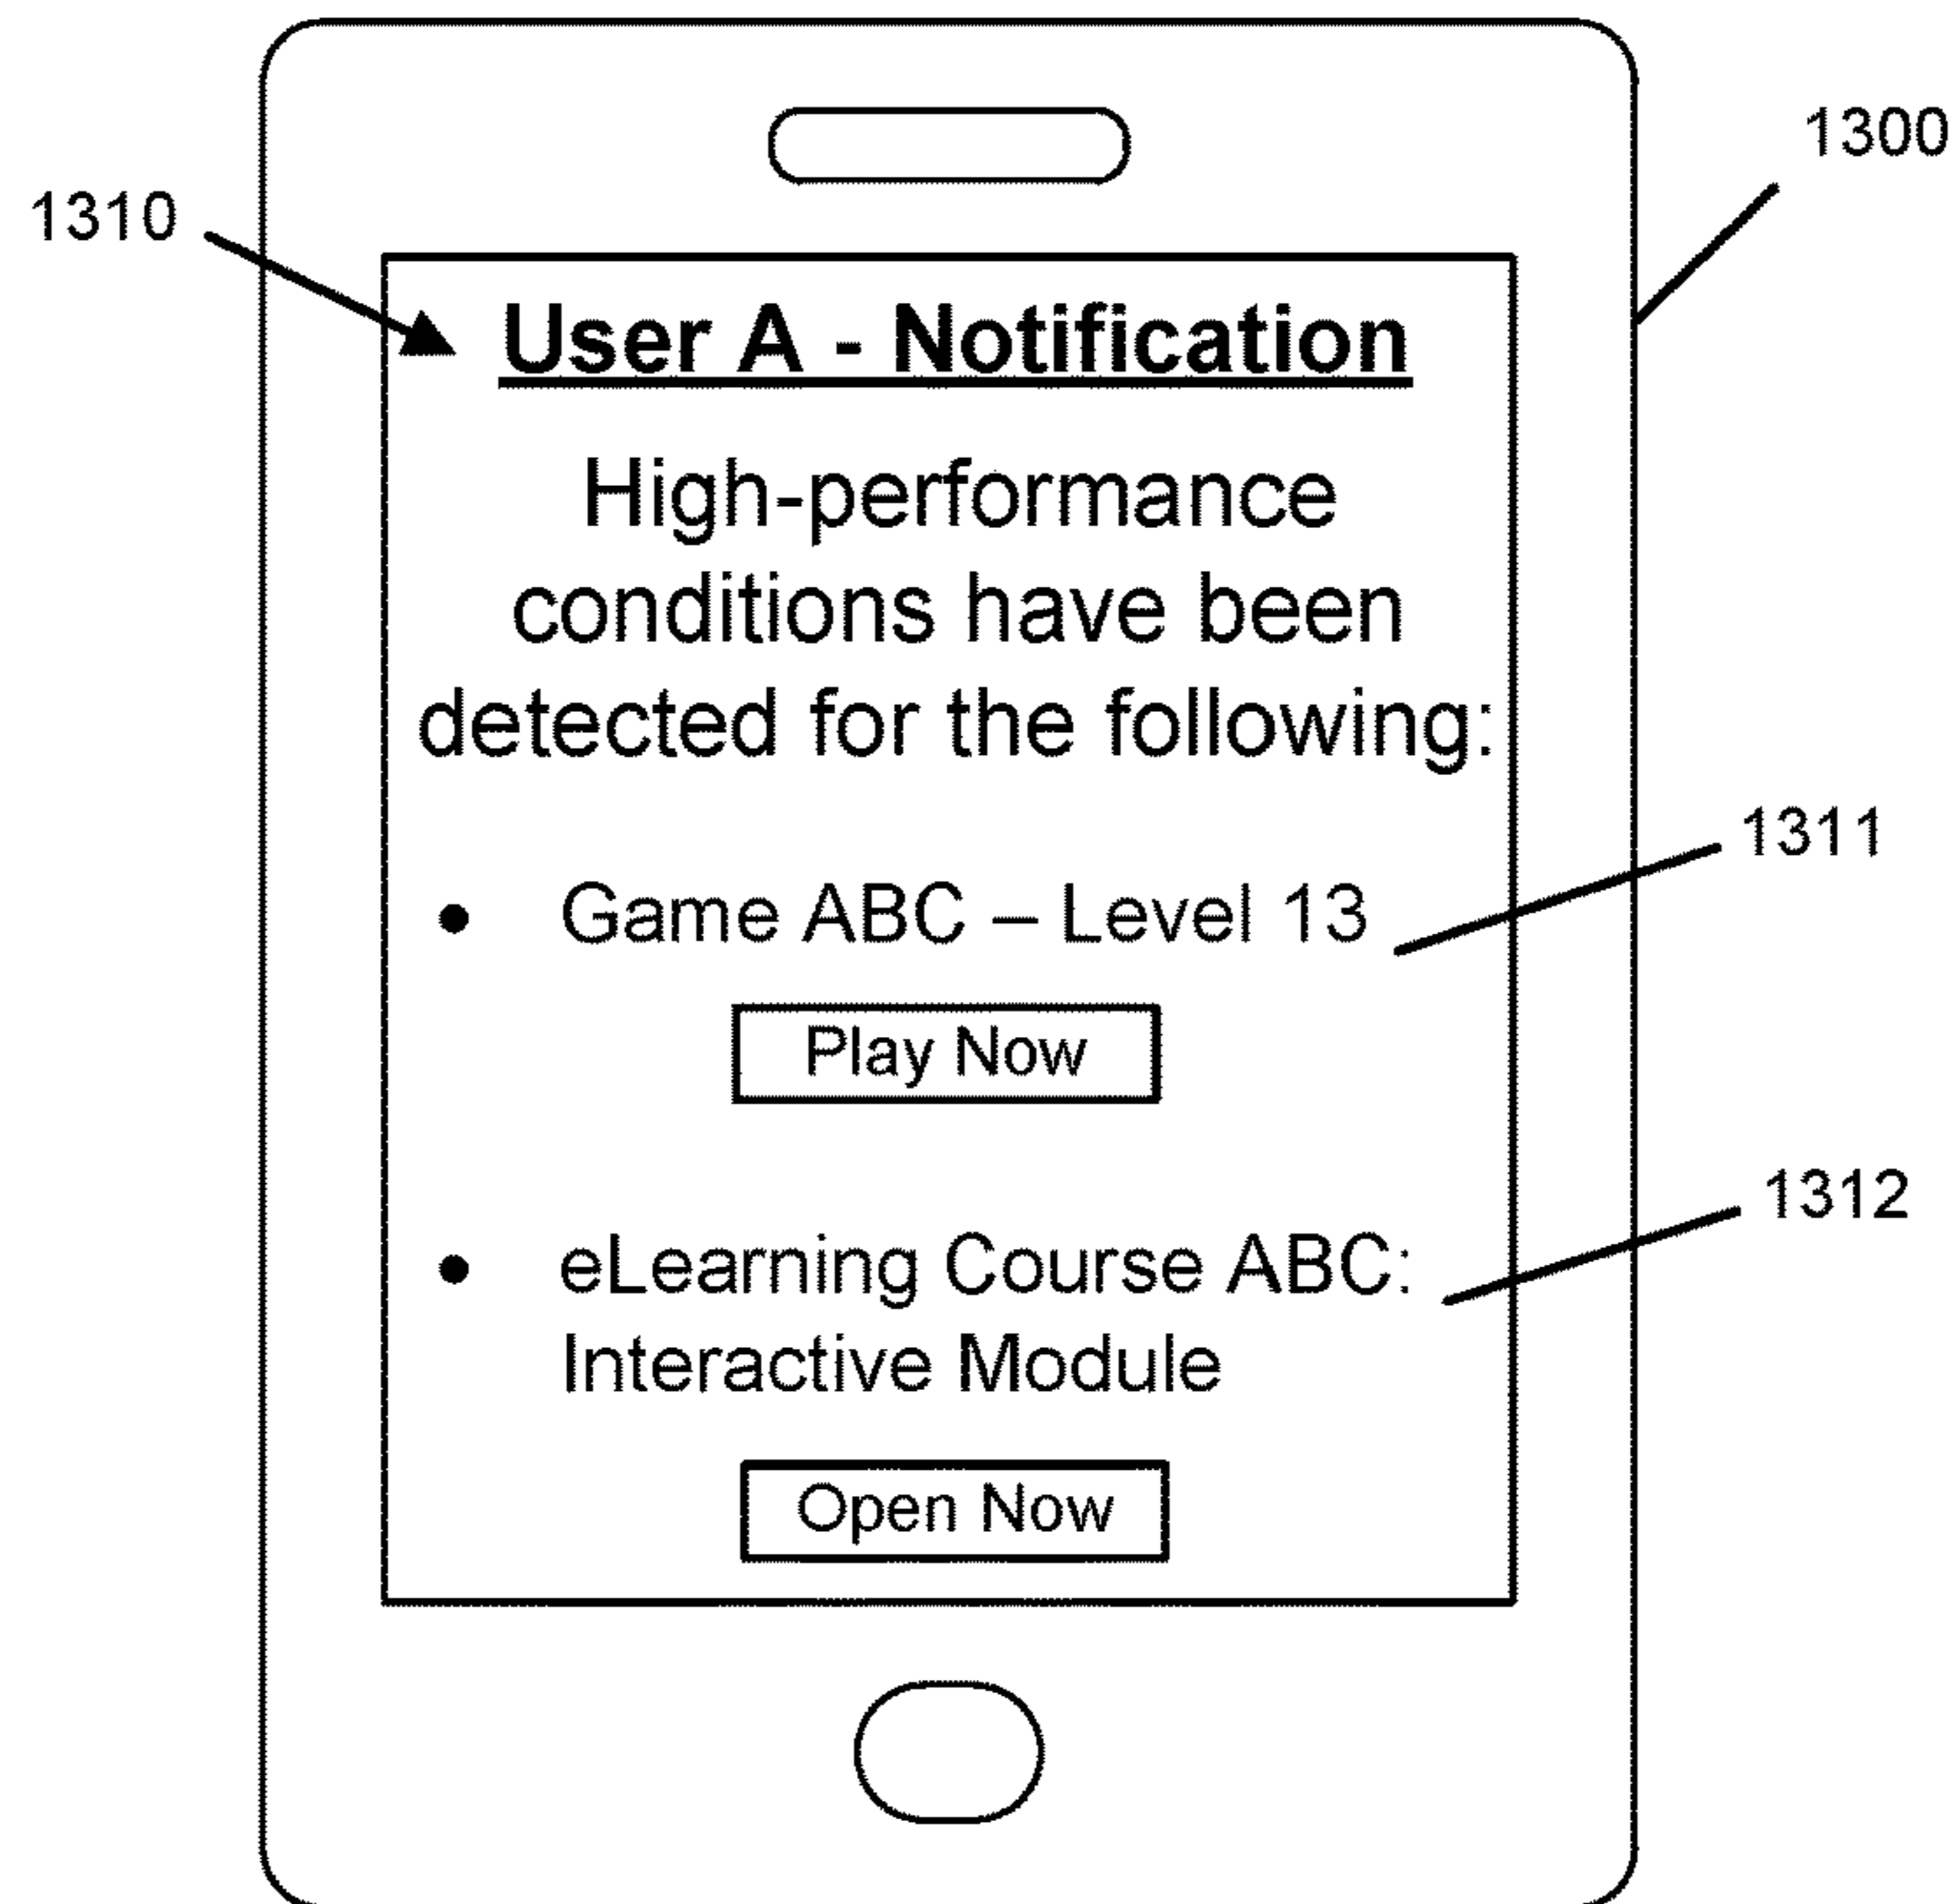 1300
1310
User A - Notification
High-performance
conditions have been
detected for the following:
1311
• Game ABC – Level 13
Play Now
1312
• eLearning Course ABC:
Interactive Module
Open Now